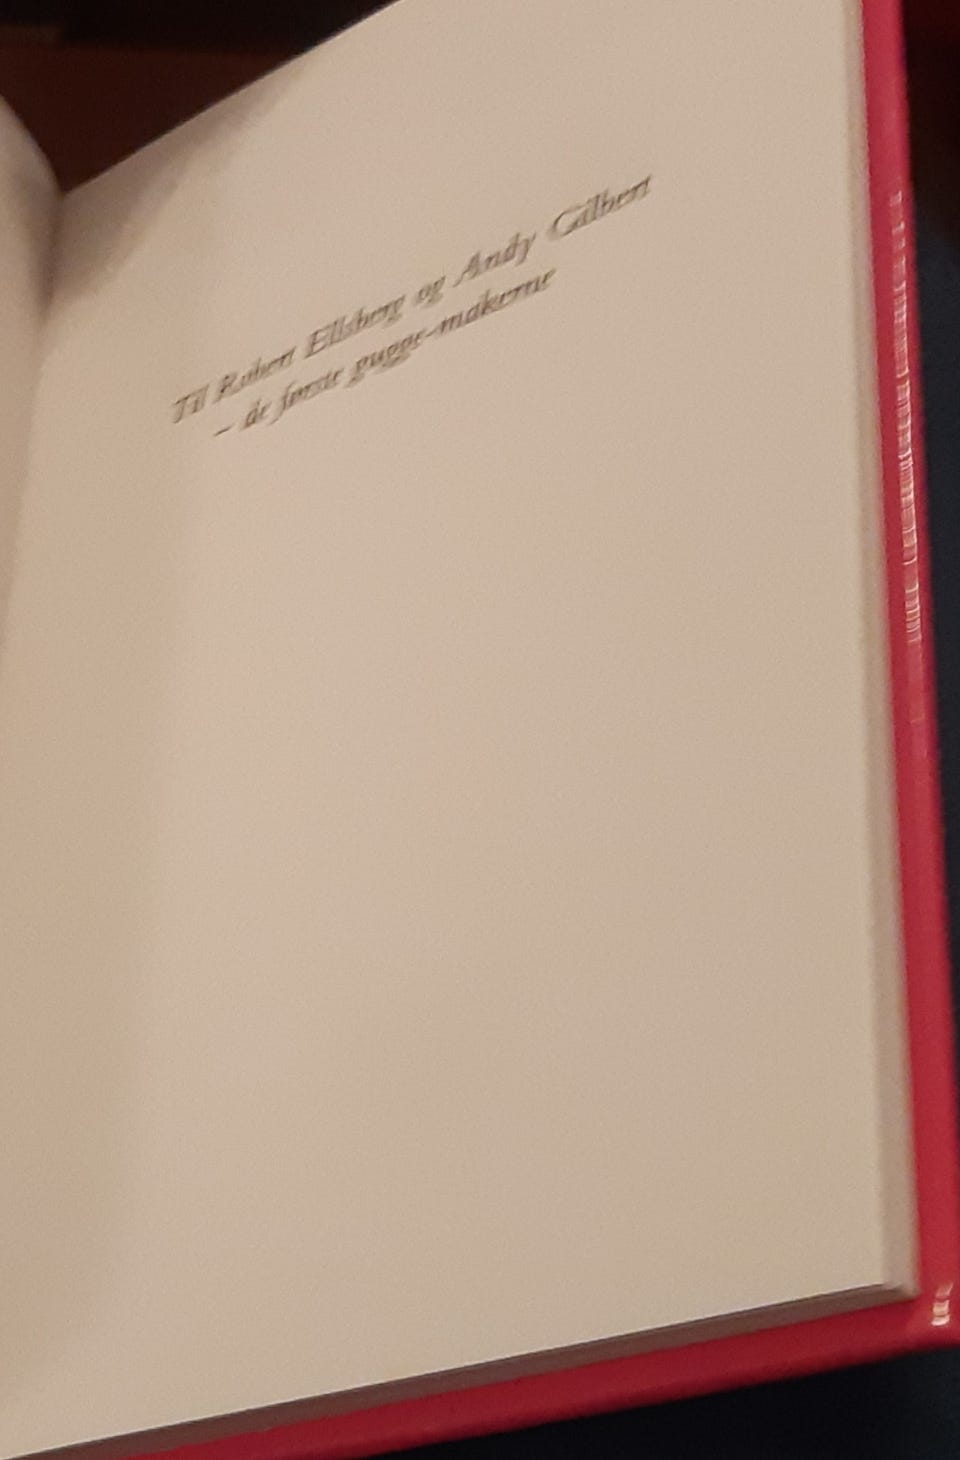 Til Robert Ellsberg og Andy Gilbert
– de første gugge-makerne